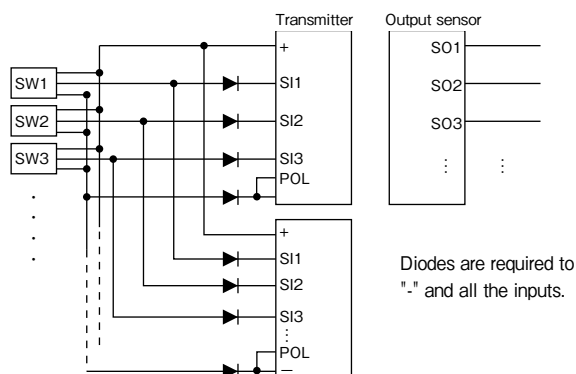 Transmitter
Output sensor
+
SO1
SW1
SI1
SO2
SW2
SI2
SO3
SW3
SI3
POL
+
SI1
SI2
SI3
POL
−
Diodes are required to
"-" and all the inputs.